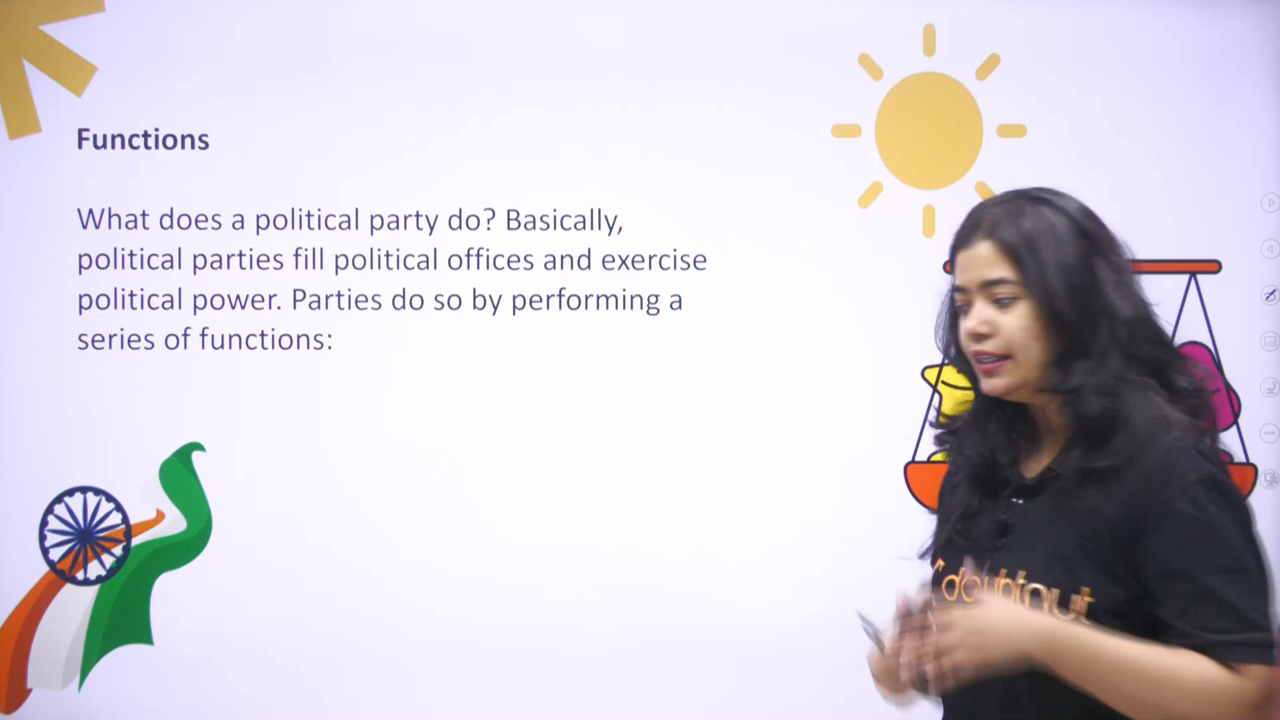 Functions
What does a political party do? Basically,
political parties fill political offices and exercise
political power. Parties do so by performing a
series of functions:
doubtnut